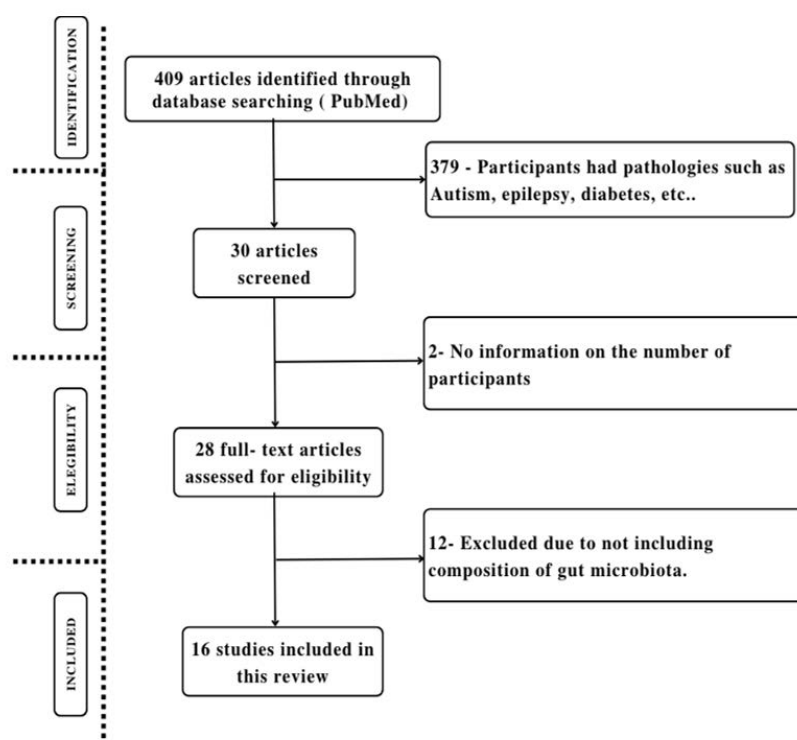 IDENTIFICATION
409 articles identified through
database searching ( PubMed)
379 - Participants had pathologies such as
Autism, epilepsy, diabetes, etc..
SCREENING
30 articles
screened
2- No information on the number of
participants
ELEGIBILITY
28 full- text articles
assessed for eligibility
12- Excluded due to not including
composition of gut microbiota.
INCLUDED
16 studies included in
this review